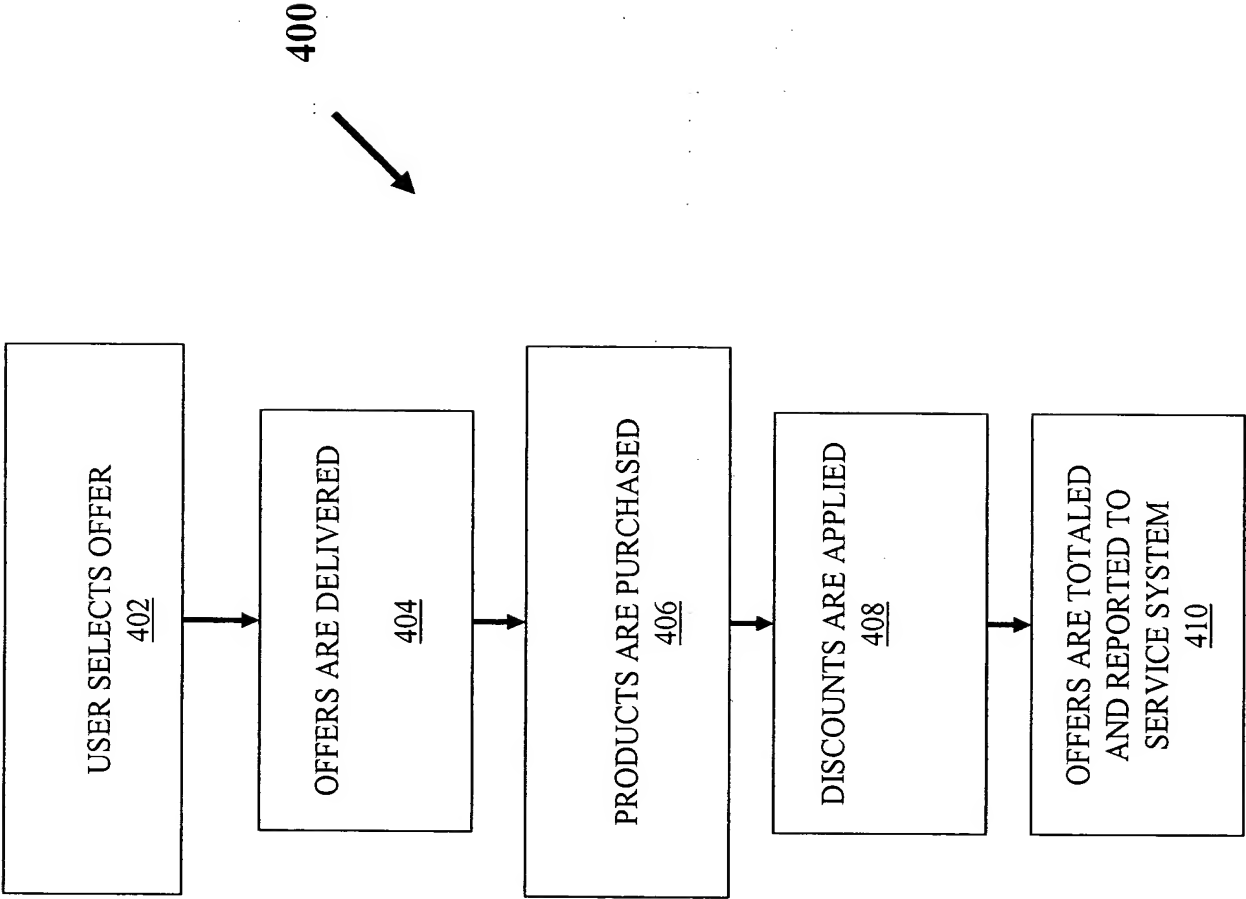 400
USER SELECTS OFFER
402
OFFERS ARE DELIVERED
404
PRODUCTS ARE PURCHASED
406
DISCOUNTS ARE APPLIED
408
OFFERS ARE TOTALED
AND REPORTED TO
SERVICE SYSTEM
410